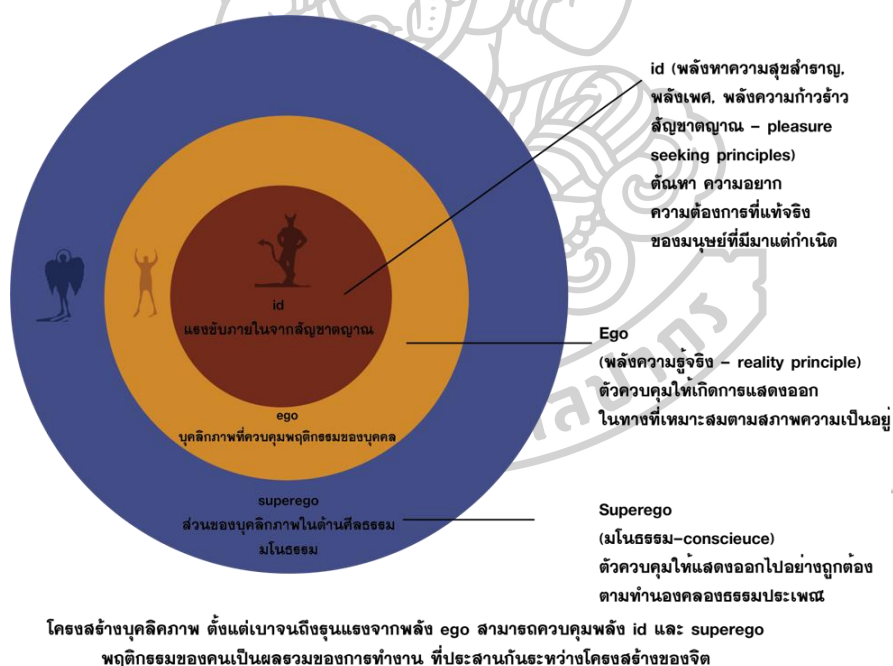 id (พลังหาความสุขสำราญ,
พลังเพศ, พลังความก้าวร้าว
สัญชาตญาณ – pleasure
seeking principles)
ตัณหา ความอยาก
ความต้องการที่แท้จริง
ของมนุษย์ที่มีมาแต่กำเนิด
id
แรงขับภายในจากสัญชาตญาณ
Ego
(พลังความรู้จริง – reality principle)
ตัวควบคุมให้เกิดการแสดงออก
ในทางที่เหมาะสมตามสภาพความเป็นอยู่
ego
บุคลิกภาพที่ควบคุมพฤติกรรมของบุคคล
superego
ส่วนของบุคลิกภาพในด้านศีลธรรม
มโนธรรม
Superego
(มโนธรรม–conscieuce)
ตัวควบคุมให้แสดงออกไปอย่างถูกต้อง
ตามทำนองคลองธรรมประเพณี
โครงสร้างบุคลิคภาพ ตั้งแต่เบาจนถึงรุนแรงจากพลัง ego สามารถควบคุมพลัง id และ superego
พฤติกรรมของคนเป็นผลรวมของการทำงาน ที่ประสานกันระหว่างโครงสร้างของจิต